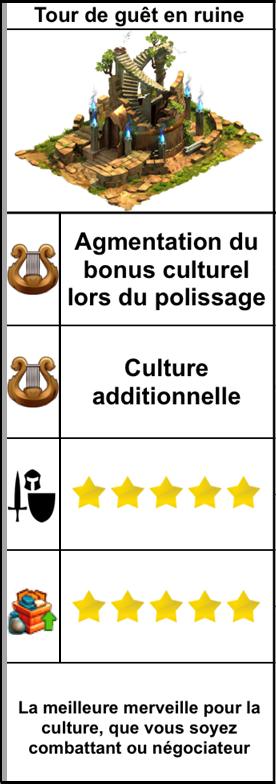 Tour de guêt en ruine
Agmentation du
bonus culturel
lors du polissage
Culture
additionnelle
La meilleure merveille pour la
culture, que vous soyez
combattant ou négociateur